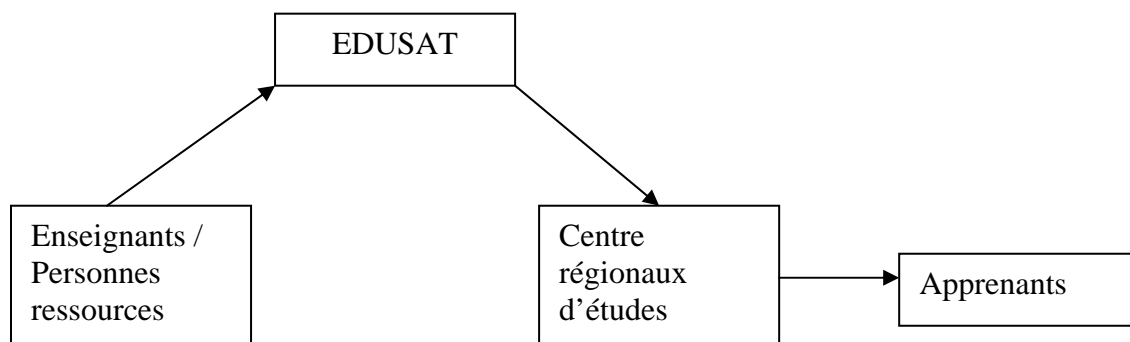 EDUSAT
Enseignants /
Personnes
ressources
Centre
régionaux
d’études
Apprenants